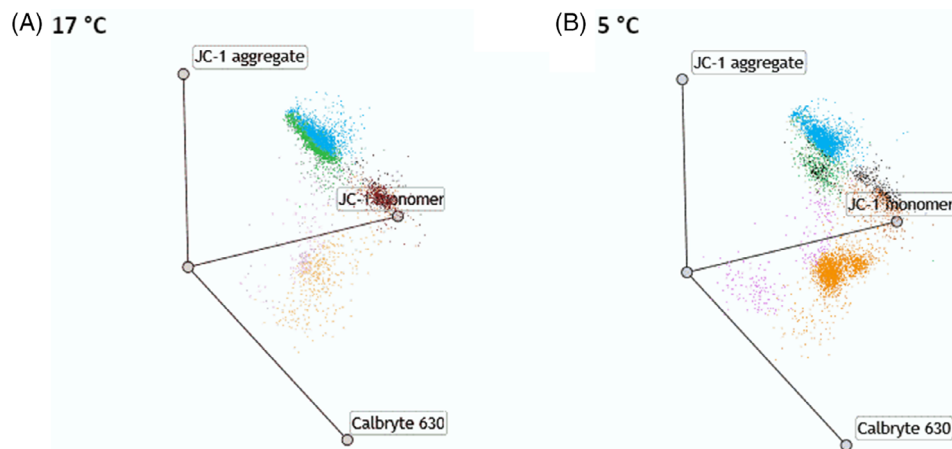 (A) 17 °C
JC-1 aggregate
JC-1 monomer
Calbryte 630
(B) 5 °C
JC-1 aggregate
JC-1 monomer
Calbryte 630